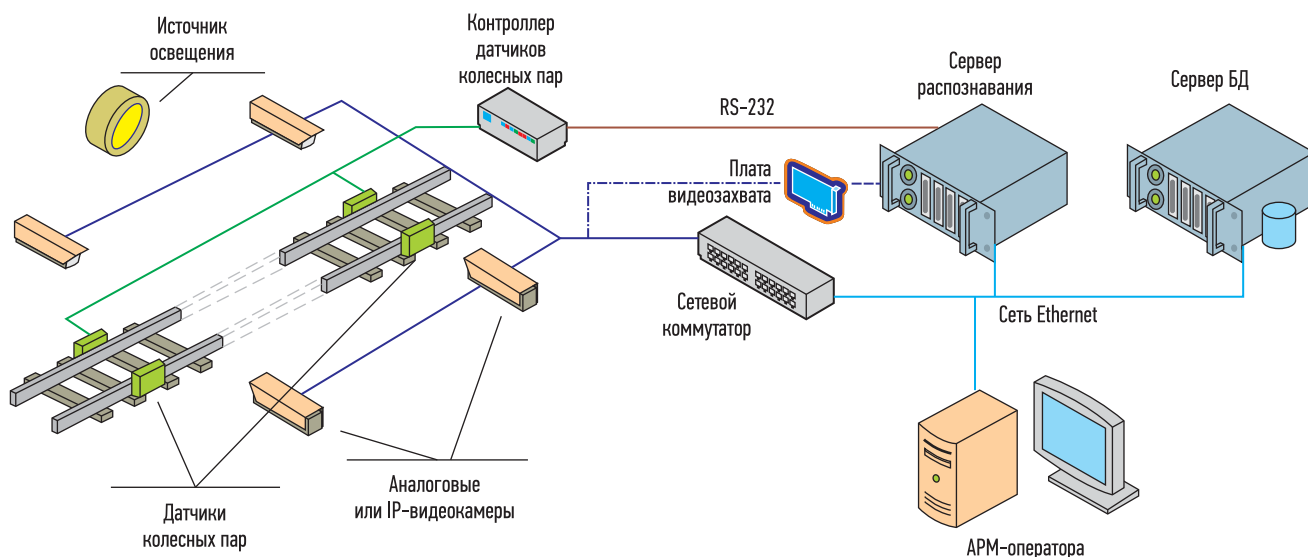 Источник
освещения
Контроллер
датчиков
колесных пар
RS-232
Сервер
распознавания
Сервер БД
Плата
видеозахвата
Сетевой
коммутатор
Сеть Ethernet
Датчики
колесных пар
Аналоговые
или IP-видеокамеры
АРМ-оператора